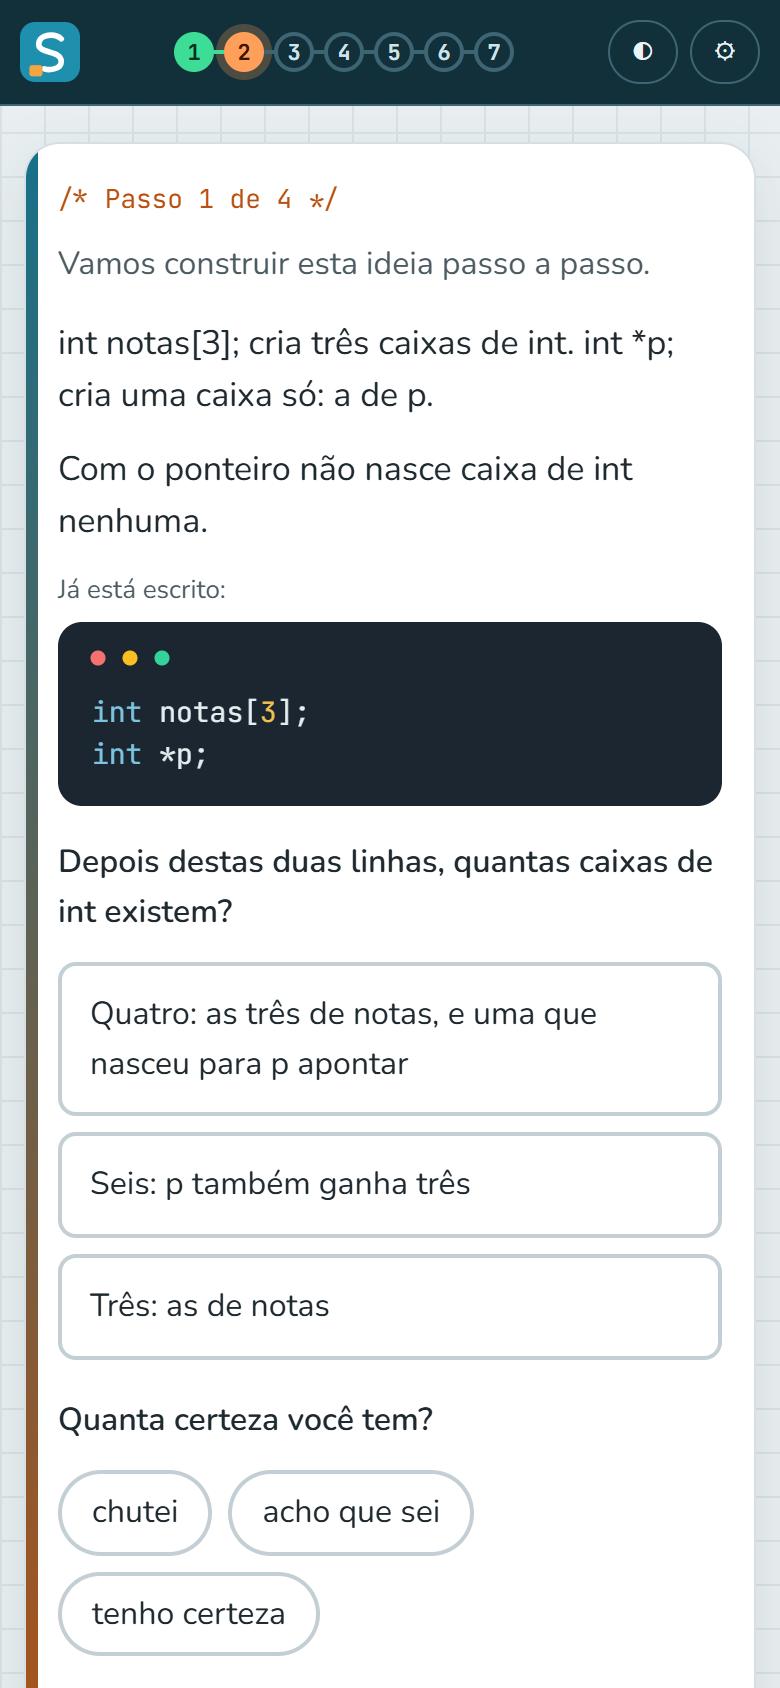 S
1 2 3 4 5 6 7
/* Passo 1 de 4 */
Vamos construir esta ideia passo a passo.
int notas[3]; cria três caixas de int. int *p;
cria uma caixa só: a de p.
Com o ponteiro não nasce caixa de int
nenhuma.
Já está escrito:
int notas[3];
int *p;
Depois destas duas linhas, quantas caixas de
int existem?
Quatro: as três de notas, e uma que
nasceu para p apontar
Seis: p também ganha três
Três: as de notas
Quanta certeza você tem?
chutei
acho que sei
tenho certeza